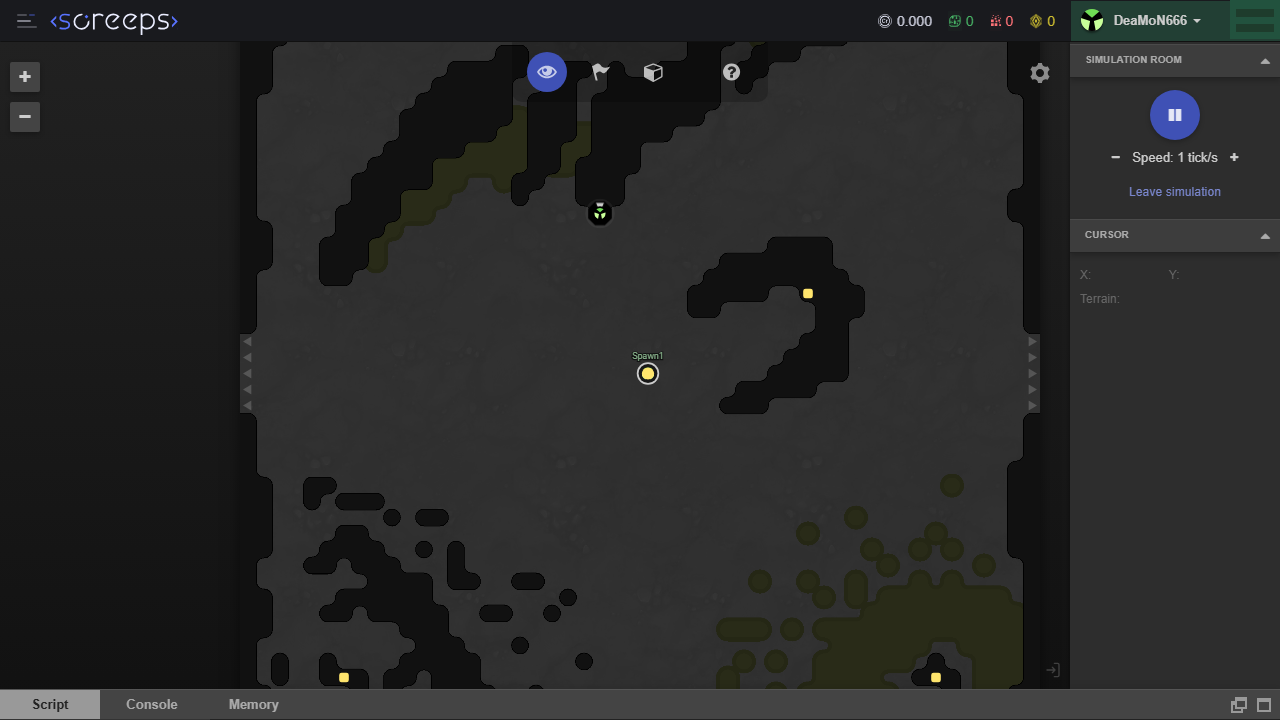 screeps
0.000
0
0
0
DeaMoN666
SIMULATION ROOM
Speed: 1 tick/s
Leave simulation
CURSOR
X: Y:
Terrain:
Spawn1
Script
Console
Memory